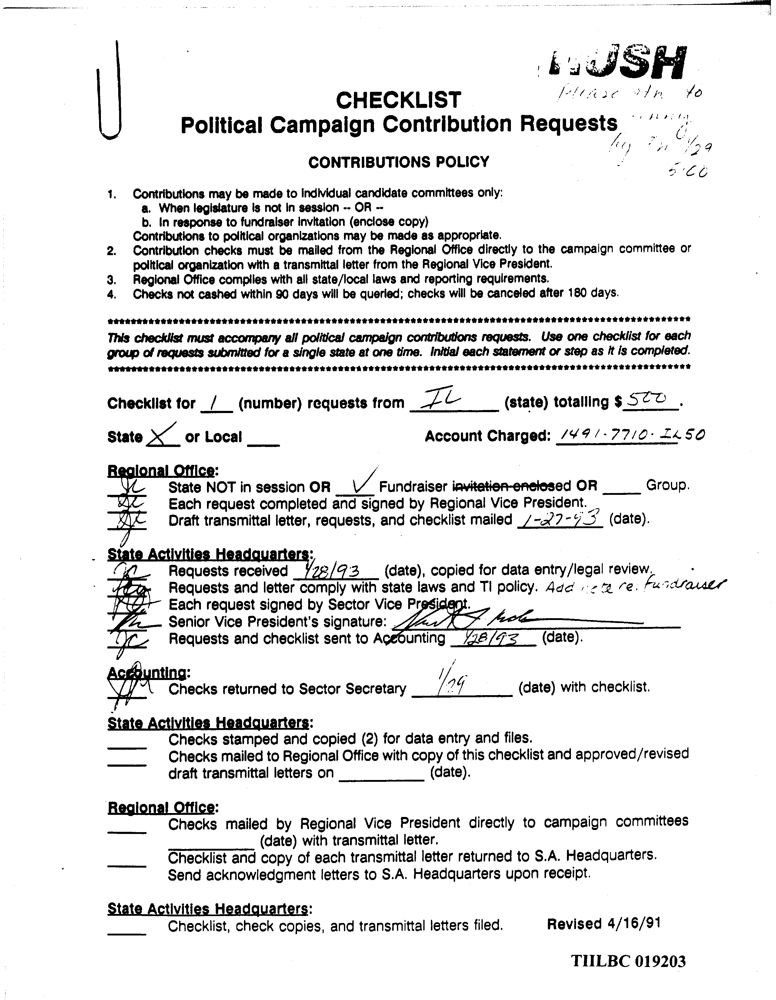 RUSH
Please rtn to
by 1/29
5:00
CHECKLIST
Political Campaign Contribution Requests
CONTRIBUTIONS POLICY
1. Contributions may be made to individual candidate committees only:
a. When legislature is not in session -- OR --
b. In response to fundraiser invitation (enclose copy)
Contributions to political organizations may be made as appropriate.
2. Contribution checks must be mailed from the Regional Office directly to the campaign committee or
political organization with a transmittal letter from the Regional Vice President.
3. Regional Office complies with all state/local laws and reporting requirements.
4. Checks not cashed within 90 days will be queried; checks will be canceled after 180 days.
This checklist must accompany all political campaign contributions requests. Use one checklist for each
group of requests submitted for a single state at one time. Initial each statement or step as it is completed.
Checklist for 1 (number) requests from IL (state) totalling $ 500.
State X or Local ____ Account Charged: 1491-7710-IL50
Regional Office:
State NOT in session OR ✓ Fundraiser invitation enclosed OR ____ Group.
Each request completed and signed by Regional Vice President.
Draft transmittal letter, requests, and checklist mailed 1-27-93 (date).
State Activities Headquarters:
Requests received 1/28/93 (date), copied for data entry/legal review.
Requests and letter comply with state laws and TI policy. Add note re. fundraiser
Each request signed by Sector Vice President.
Senior Vice President's signature:
Requests and checklist sent to Accounting 1/28/93 (date).
Accounting:
Checks returned to Sector Secretary 1/29 (date) with checklist.
State Activities Headquarters:
Checks stamped and copied (2) for data entry and files.
Checks mailed to Regional Office with copy of this checklist and approved/revised
draft transmittal letters on ____ (date).
Regional Office:
Checks mailed by Regional Vice President directly to campaign committees
____ (date) with transmittal letter.
Checklist and copy of each transmittal letter returned to S.A. Headquarters.
Send acknowledgment letters to S.A. Headquarters upon receipt.
State Activities Headquarters:
Checklist, check copies, and transmittal letters filed. Revised 4/16/91
TIILBC 019203